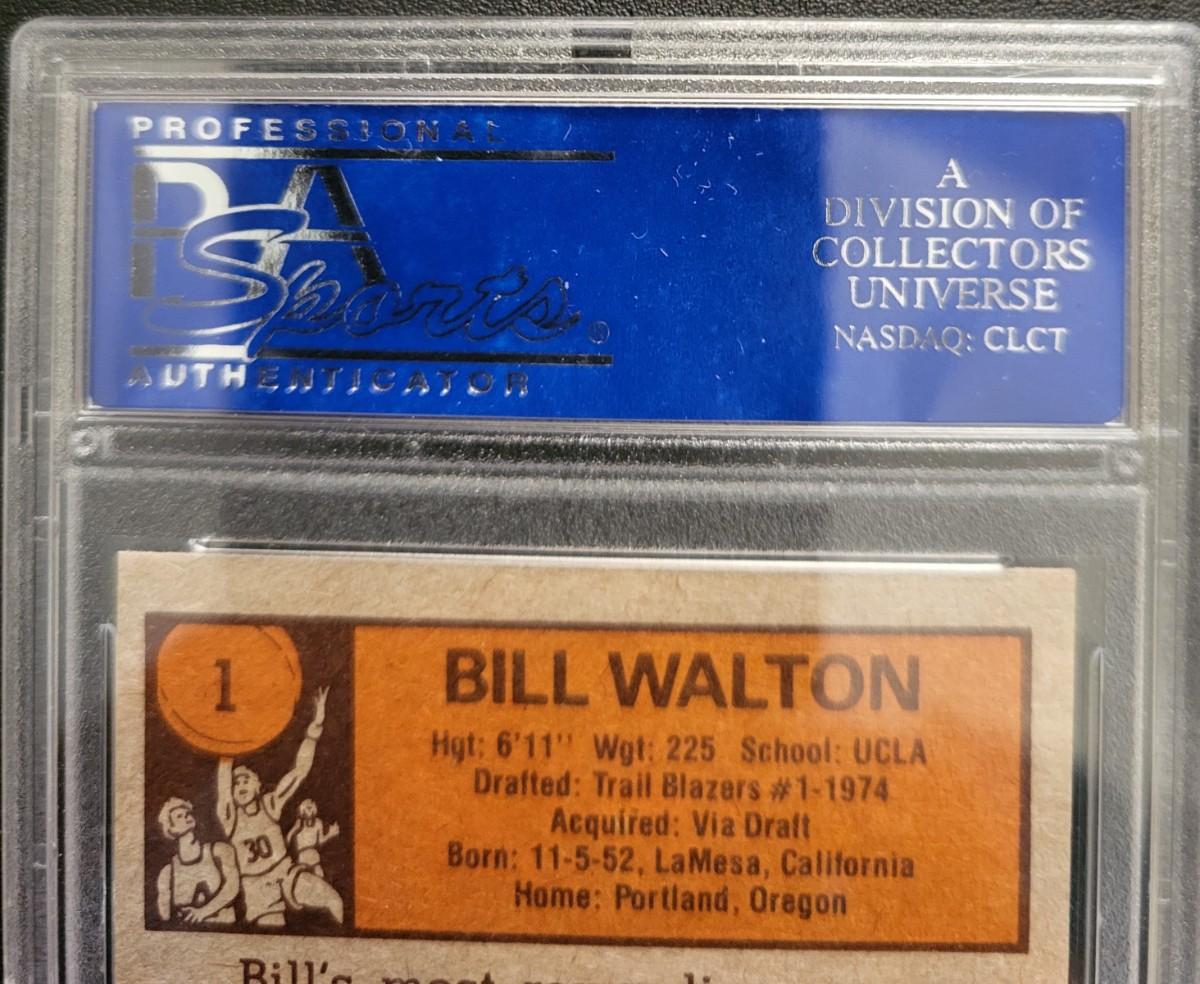 PROFESSIONAL
PSA
Sports®
AUTHENTICATOR
A
DIVISION OF
COLLECTORS
UNIVERSE
NASDAQ: CLCT
1
30
BILL WALTON
Hgt: 6'11" Wgt: 225 School: UCLA
Drafted: Trail Blazers #1-1974
Acquired: Via Draft
Born: 11-5-52, LaMesa, California
Home: Portland, Oregon
Bill's most